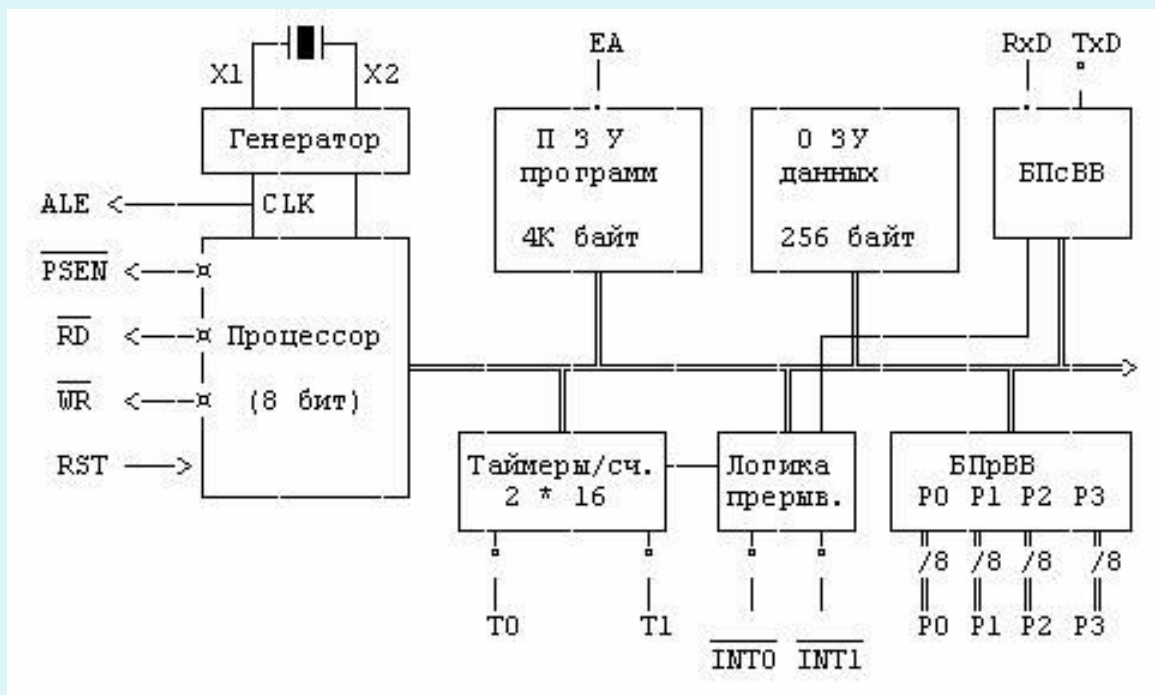 X1
X2
Генератор
CLK
ALE
PSEN
RD
WR
RST
Процессор
(8 бит)
EA
П З У
программ
4К байт
О ЗУ
данных
256 байт
RxD TxD
БПсВВ
Таймеры/сч.
2 * 16
T0
T1
Логика
прерыв.
INT0 INT1
БПрВВ
P0 P1 P2 P3
/8 /8 /8 /8
P0 P1 P2 P3